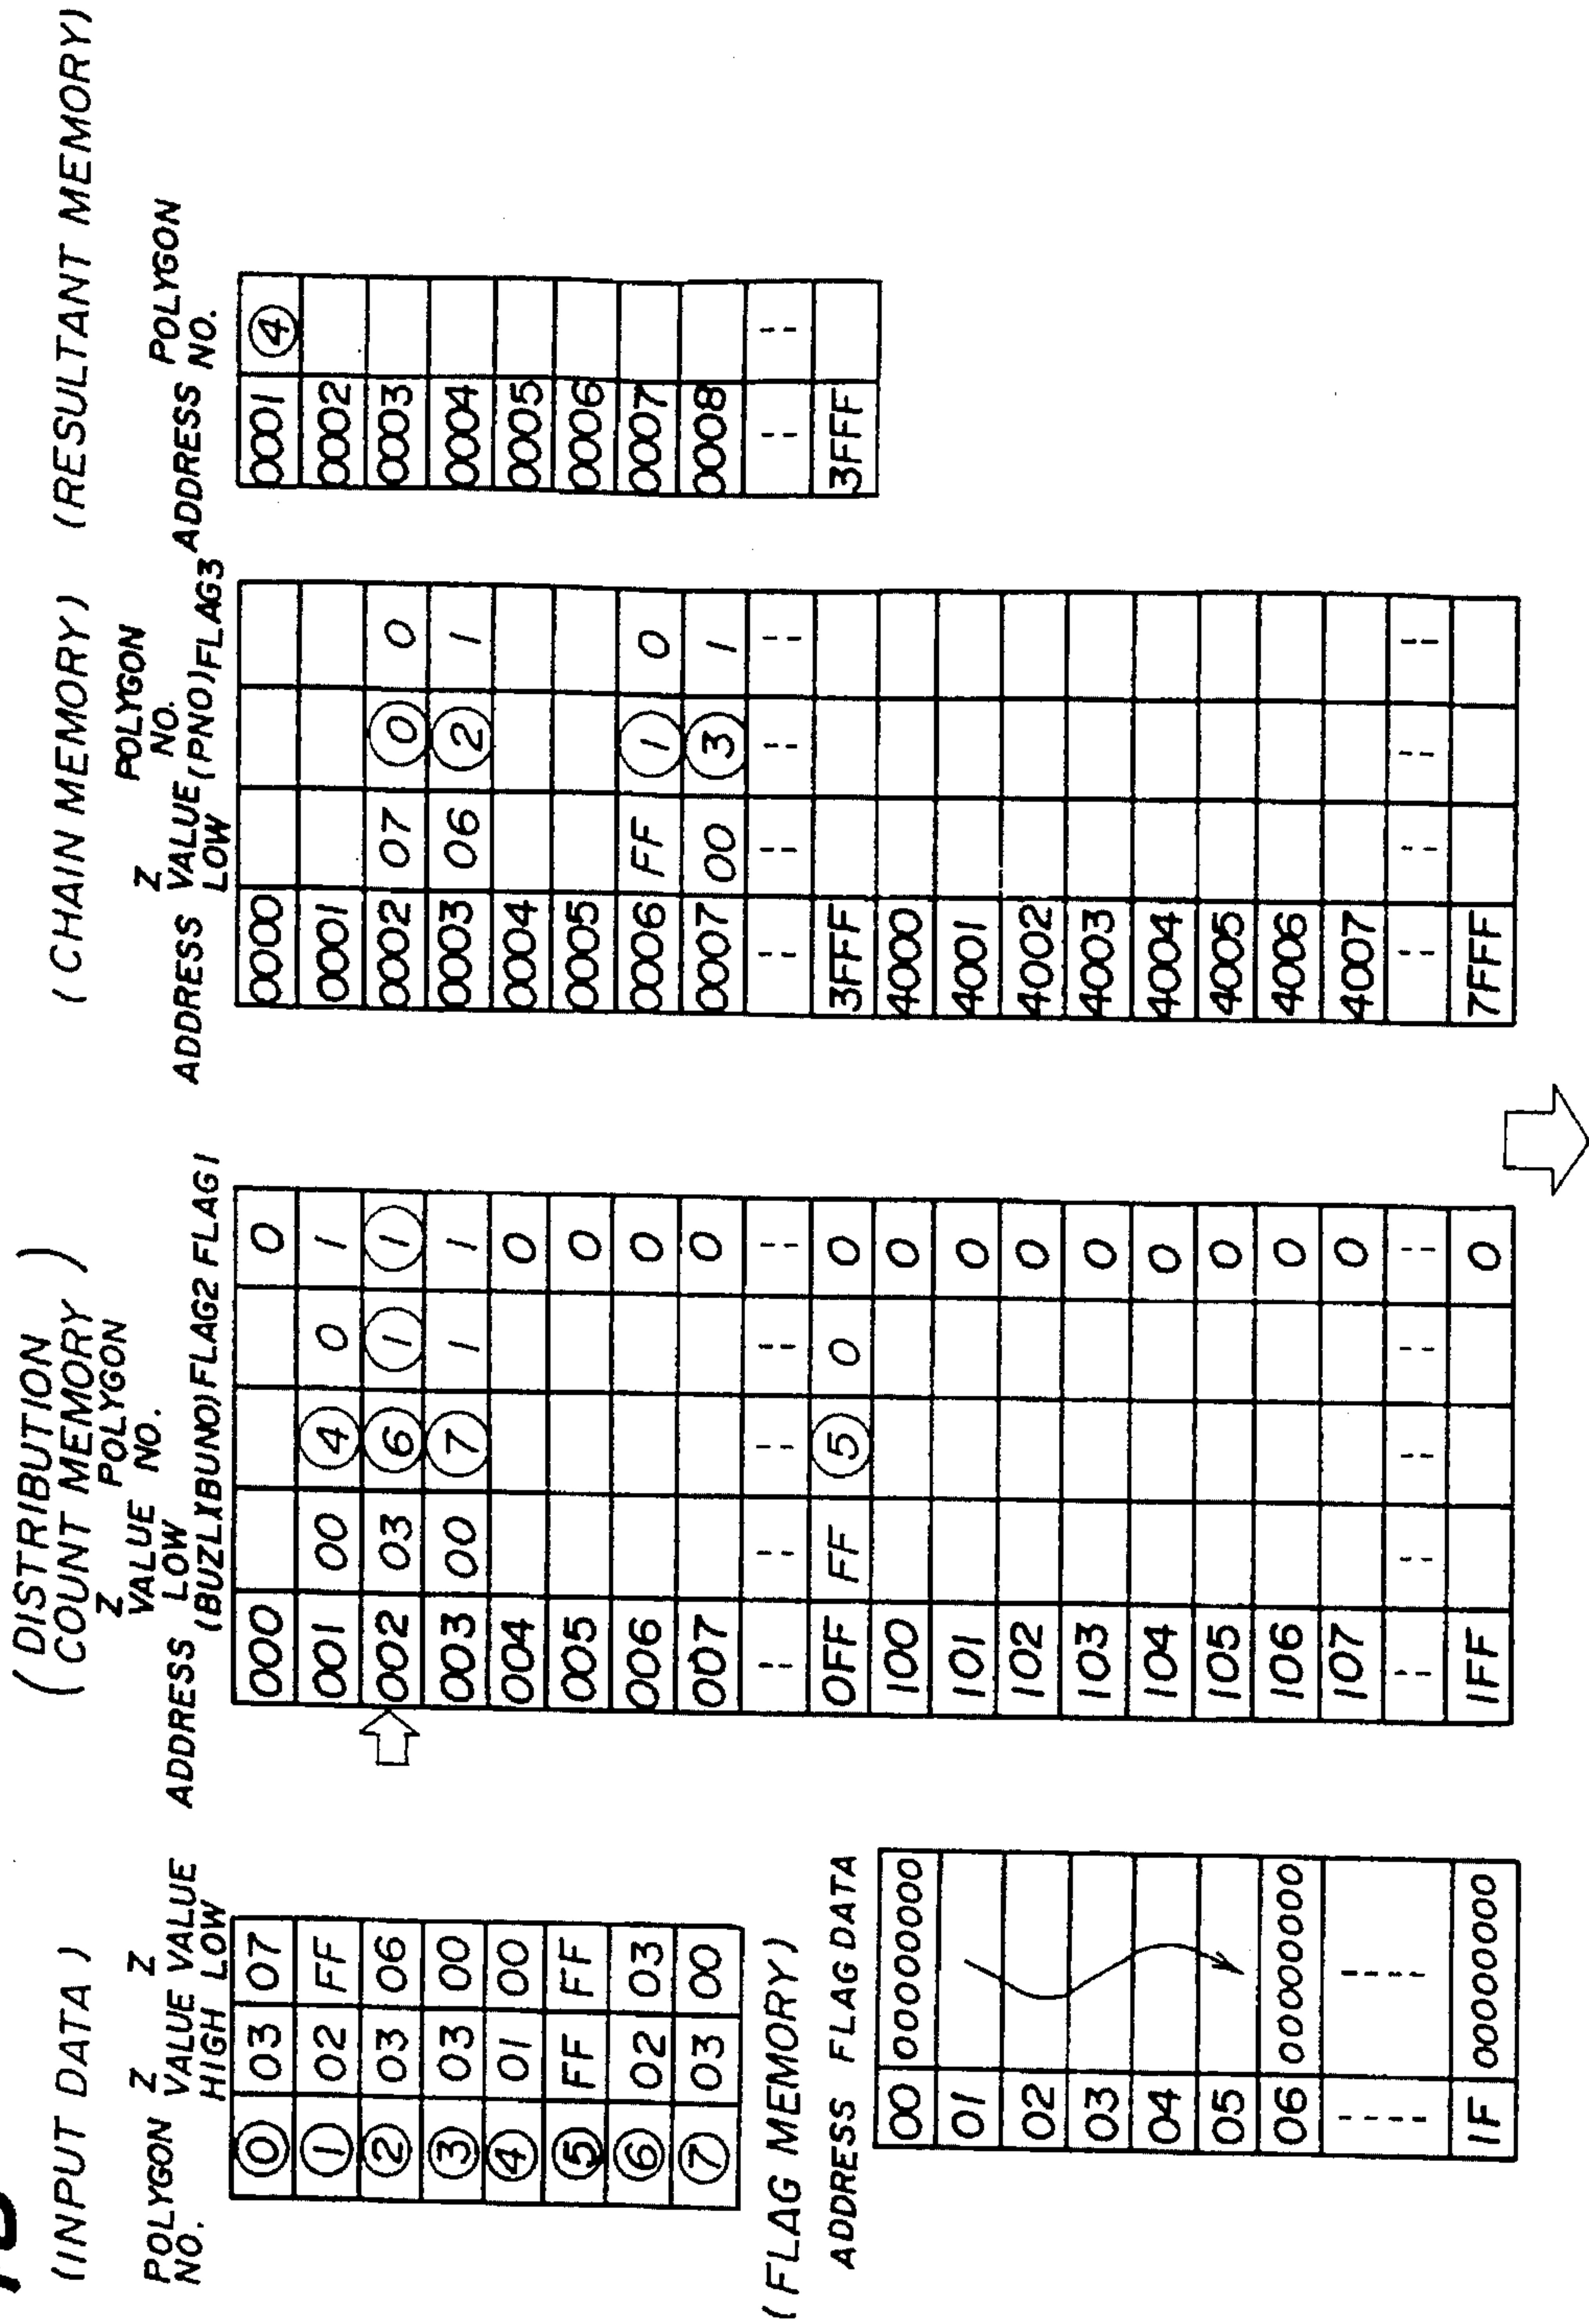 (INPUT DATA)
POLYGON NO. Z VALUE HIGH Z VALUE LOW
⓪ 03 07
① 02 FF
② 03 06
③ 03 00
④ 01 00
⑤ FF FF
⑥ 02 03
⑦ 03 00
(FLAG MEMORY)
ADDRESS FLAG DATA
00 00000000
01
02
03
04
05
06 00000000
---- ----
1F 00000000
(DISTRIBUTION COUNT MEMORY)
ADDRESS Z VALUE LOW (BUZL) POLYGON NO. (BUNO) FLAG2 FLAG1
000 0
001 00 ④ 0 1
002 03 ⑥ ① ①
003 00 ⑦ 1 1
004 0
005 0
006 0
007 0
-- -- -- -- --
0FF FF ⑤ 0 0
100 0
101 0
102 0
103 0
104 0
105 0
106 0
107 0
-- -- -- -- --
1FF 0
(CHAIN MEMORY)
ADDRESS Z VALUE LOW POLYGON NO. (PNO) FLAG3
0000
0001
0002 07 ⓪ 0
0003 06 ② 1
0004
0005
0006 FF ① 0
0007 00 ③ 1
-- -- -- --
3FFF
4000
4001
4002
4003
4004
4005
4006
4007
-- -- -- --
7FFF
(RESULTANT MEMORY)
ADDRESS POLYGON NO.
0001 ④
0002
0003
0004
0005
0006
0007
0008
-- --
3FFF